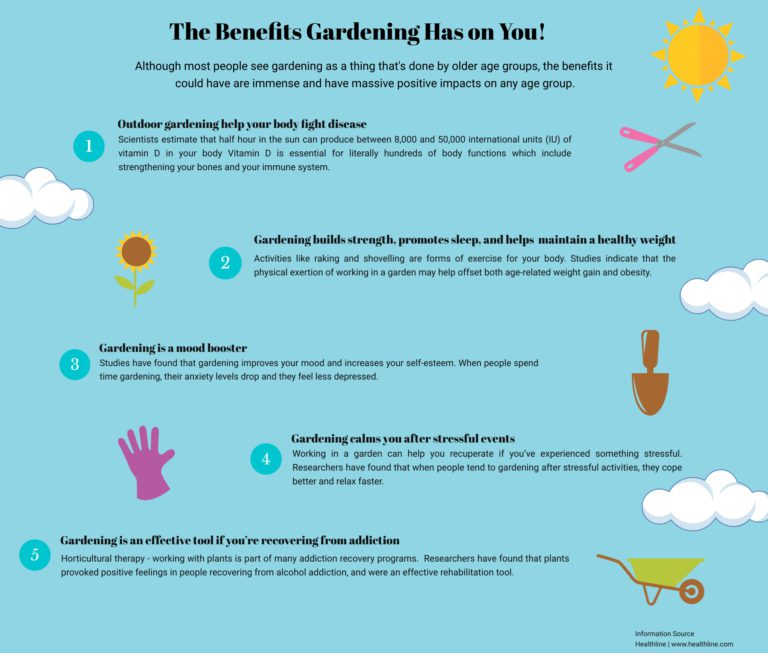 The Benefits Gardening Has on You!
Although most people see gardening as a thing that's done by older age groups, the benefits it
could have are immense and have massive positive impacts on any age group.
1
Outdoor gardening help your body fight disease
Scientists estimate that half hour in the sun can produce between 8,000 and 50,000 international units (IU) of
vitamin D in your body Vitamin D is essential for literally hundreds of body functions which include
strengthening your bones and your immune system.
2
Gardening builds strength, promotes sleep, and helps maintain a healthy weight
Activities like raking and shovelling are forms of exercise for your body. Studies indicate that the
physical exertion of working in a garden may help offset both age-related weight gain and obesity.
3
Gardening is a mood booster
Studies have found that gardening improves your mood and increases your self-esteem. When people spend
time gardening, their anxiety levels drop and they feel less depressed.
4
Gardening calms you after stressful events
Working in a garden can help you recuperate if you've experienced something stressful.
Researchers have found that when people tend to gardening after stressful activities, they cope
better and relax faster.
5
Gardening is an effective tool if you're recovering from addiction
Horticultural therapy - working with plants is part of many addiction recovery programs. Researchers have found that plants
provoked positive feelings in people recovering from alcohol addiction, and were an effective rehabilitation tool.
Information Source
Healthline | www.healthline.com